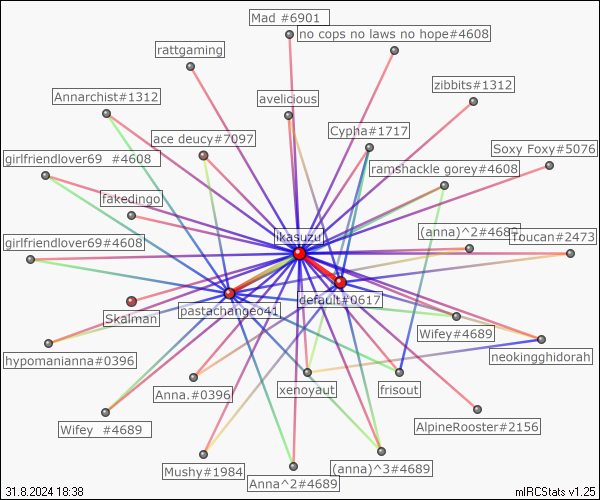 Mad #6901
no cops no laws no hope#4608
rattgaming
zibbits#1312
Annarchist#1312
avelicious
Cypha#1717
ace deucy#7097
Soxy Foxy#5076
girlfriendlover69 #4608
ramshackle gorey#4608
fakedingo
ikasuzu
(anna)^2#4689
Toucan#2473
girlfriendlover69#4608
default#0617
pastachangeo41
Skalman
Wifey#4689
neokingghidorah
hypomanianna#0396
Anna.#0396
xenoyaut
frisout
AlpineRooster#2156
Wifey #4689
Mushy#1984
(anna)^3#4689
Anna^2#4689
31.8.2024 18:38
mIRCStats v1.25